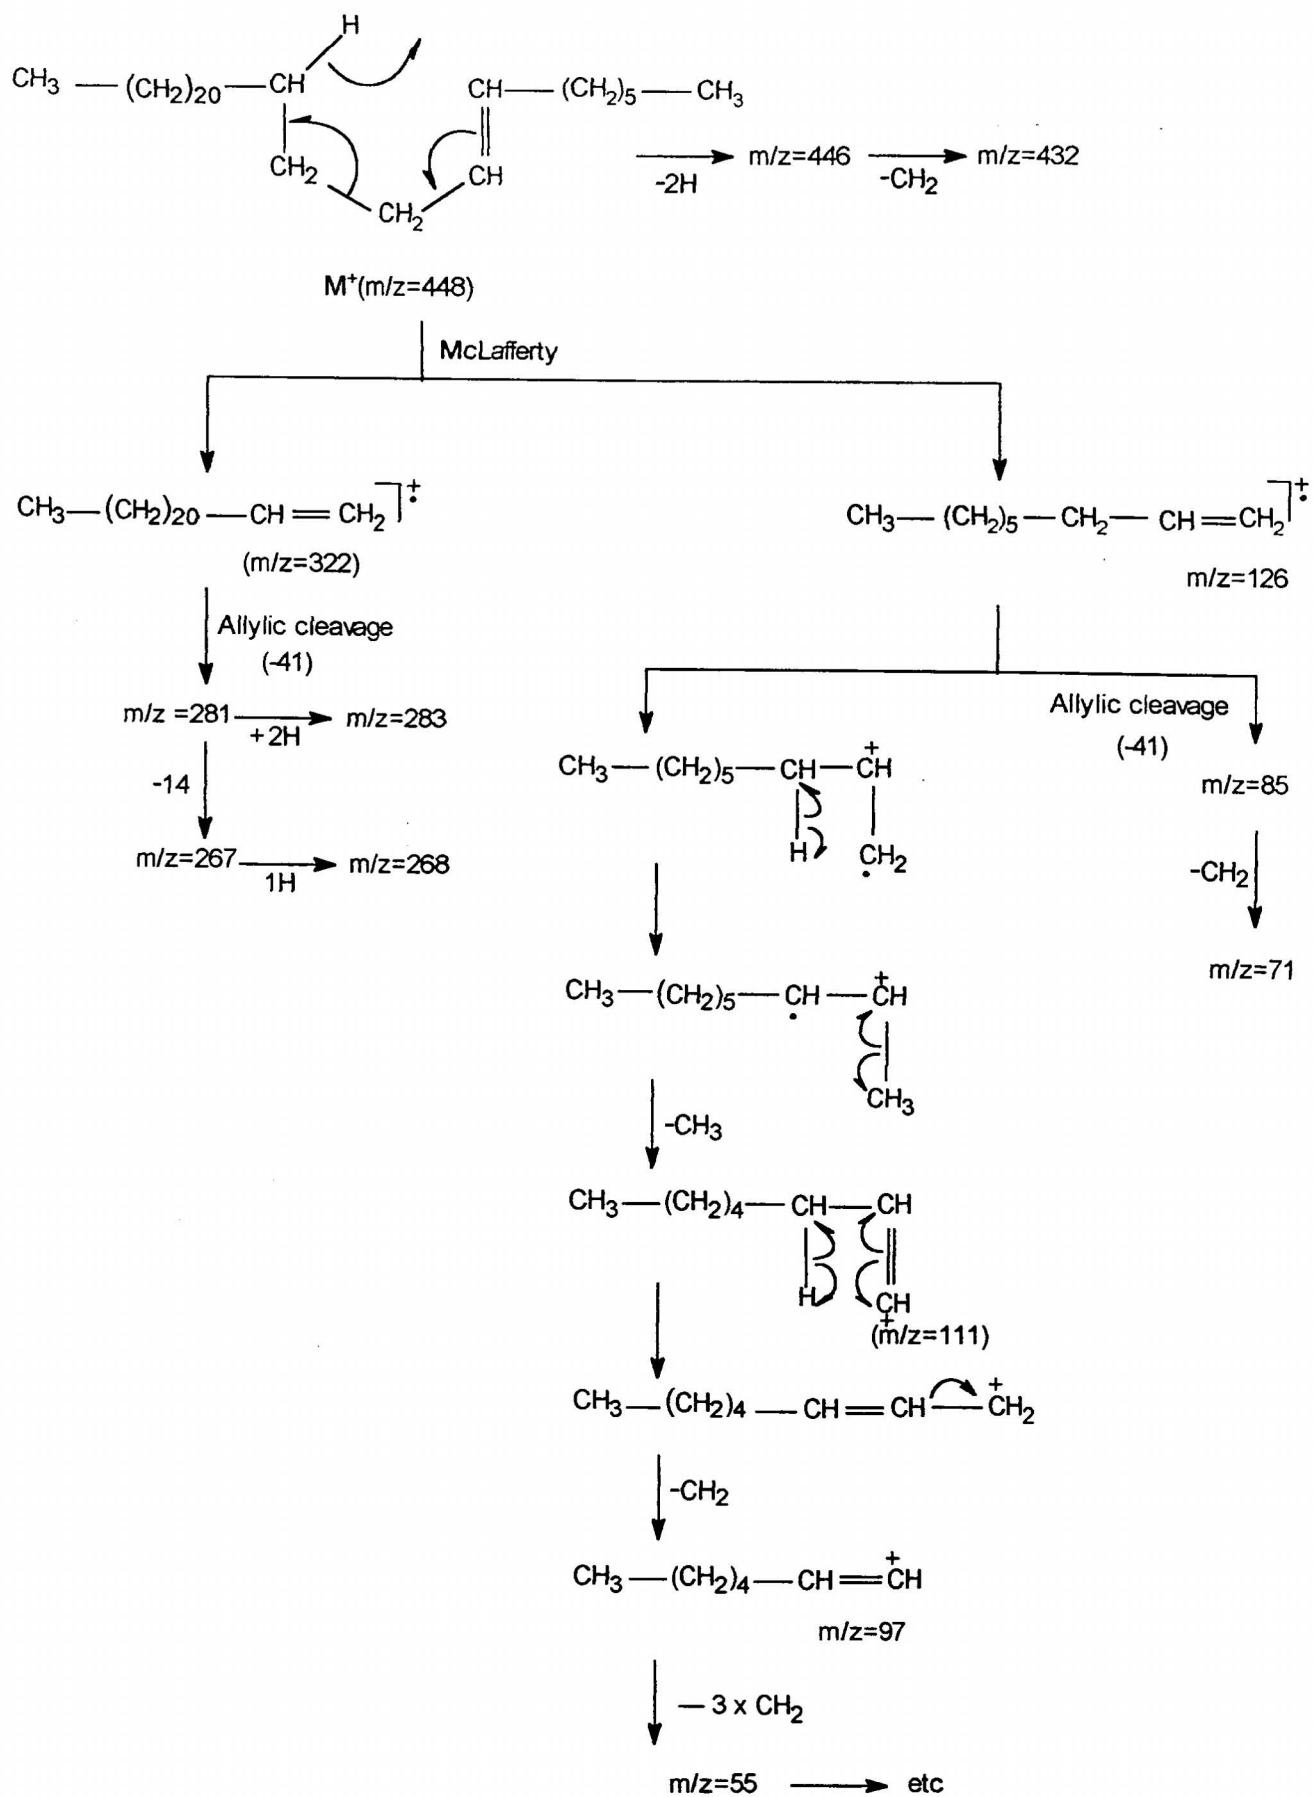 H
CH3 — (CH2)20 — CH CH — (CH2)5 — CH3
CH2 CH
CH2
-2H m/z=446 -CH2 m/z=432
M+(m/z=448)
McLafferty
CH3—(CH2)20—CH=CH2 ]+•
(m/z=322)
CH3—(CH2)5—CH2—CH=CH2 ]+•
m/z=126
Allylic cleavage
(-41)
m/z =281 +2H m/z=283
-14
m/z=267 1H m/z=268
Allylic cleavage
(-41)
m/z=85
-CH2
m/z=71
CH3—(CH2)5—CH—CH+
H CH2•
CH3—(CH2)5—CH•—CH+
CH3
-CH3
CH3—(CH2)4—CH—CH
H CH+
(m/z=111)
CH3—(CH2)4—CH=CH—CH2+
-CH2
CH3—(CH2)4—CH=CH+
m/z=97
— 3 x CH2
m/z=55 etc